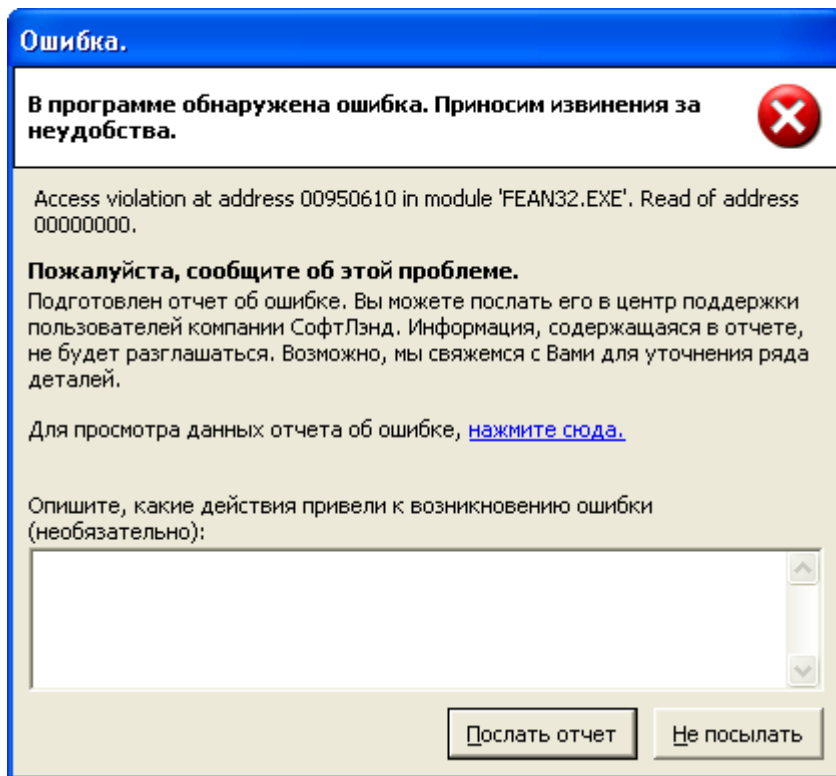 Ошибка.
В программе обнаружена ошибка. Приносим извинения за
неудобства.
Access violation at address 00950610 in module 'FEAN32.EXE'. Read of address
00000000.
Пожалуйста, сообщите об этой проблеме.
Подготовлен отчет об ошибке. Вы можете послать его в центр поддержки
пользователей компании СофтЛэнд. Информация, содержащаяся в отчете,
не будет разглашаться. Возможно, мы свяжемся с Вами для уточнения ряда
деталей.
Для просмотра данных отчета об ошибке, нажмите сюда.
Опишите, какие действия привели к возникновению ошибки
(необязательно):
Послать отчет
Не посылать